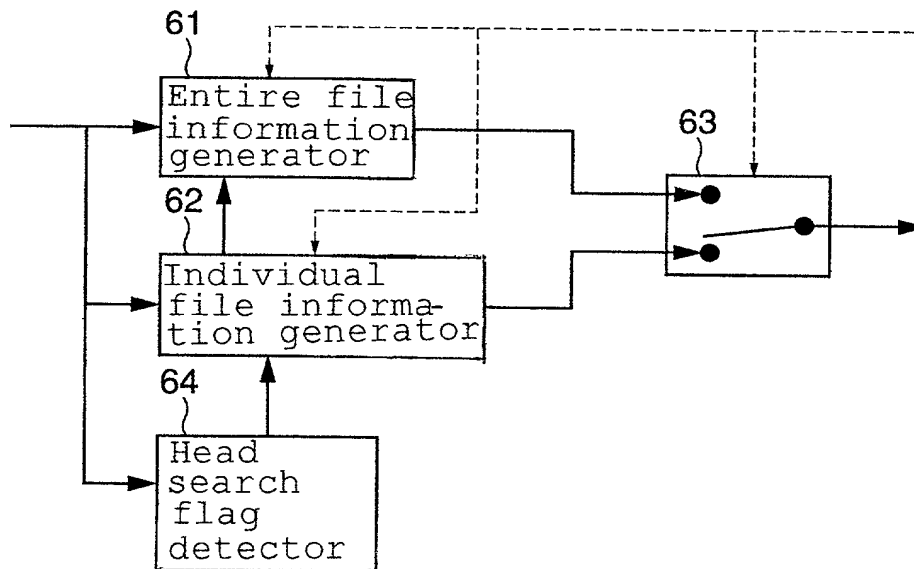 61
Entire file
information
generator
63
62
Individual
file informa-
tion generator
64
Head
search
flag
detector